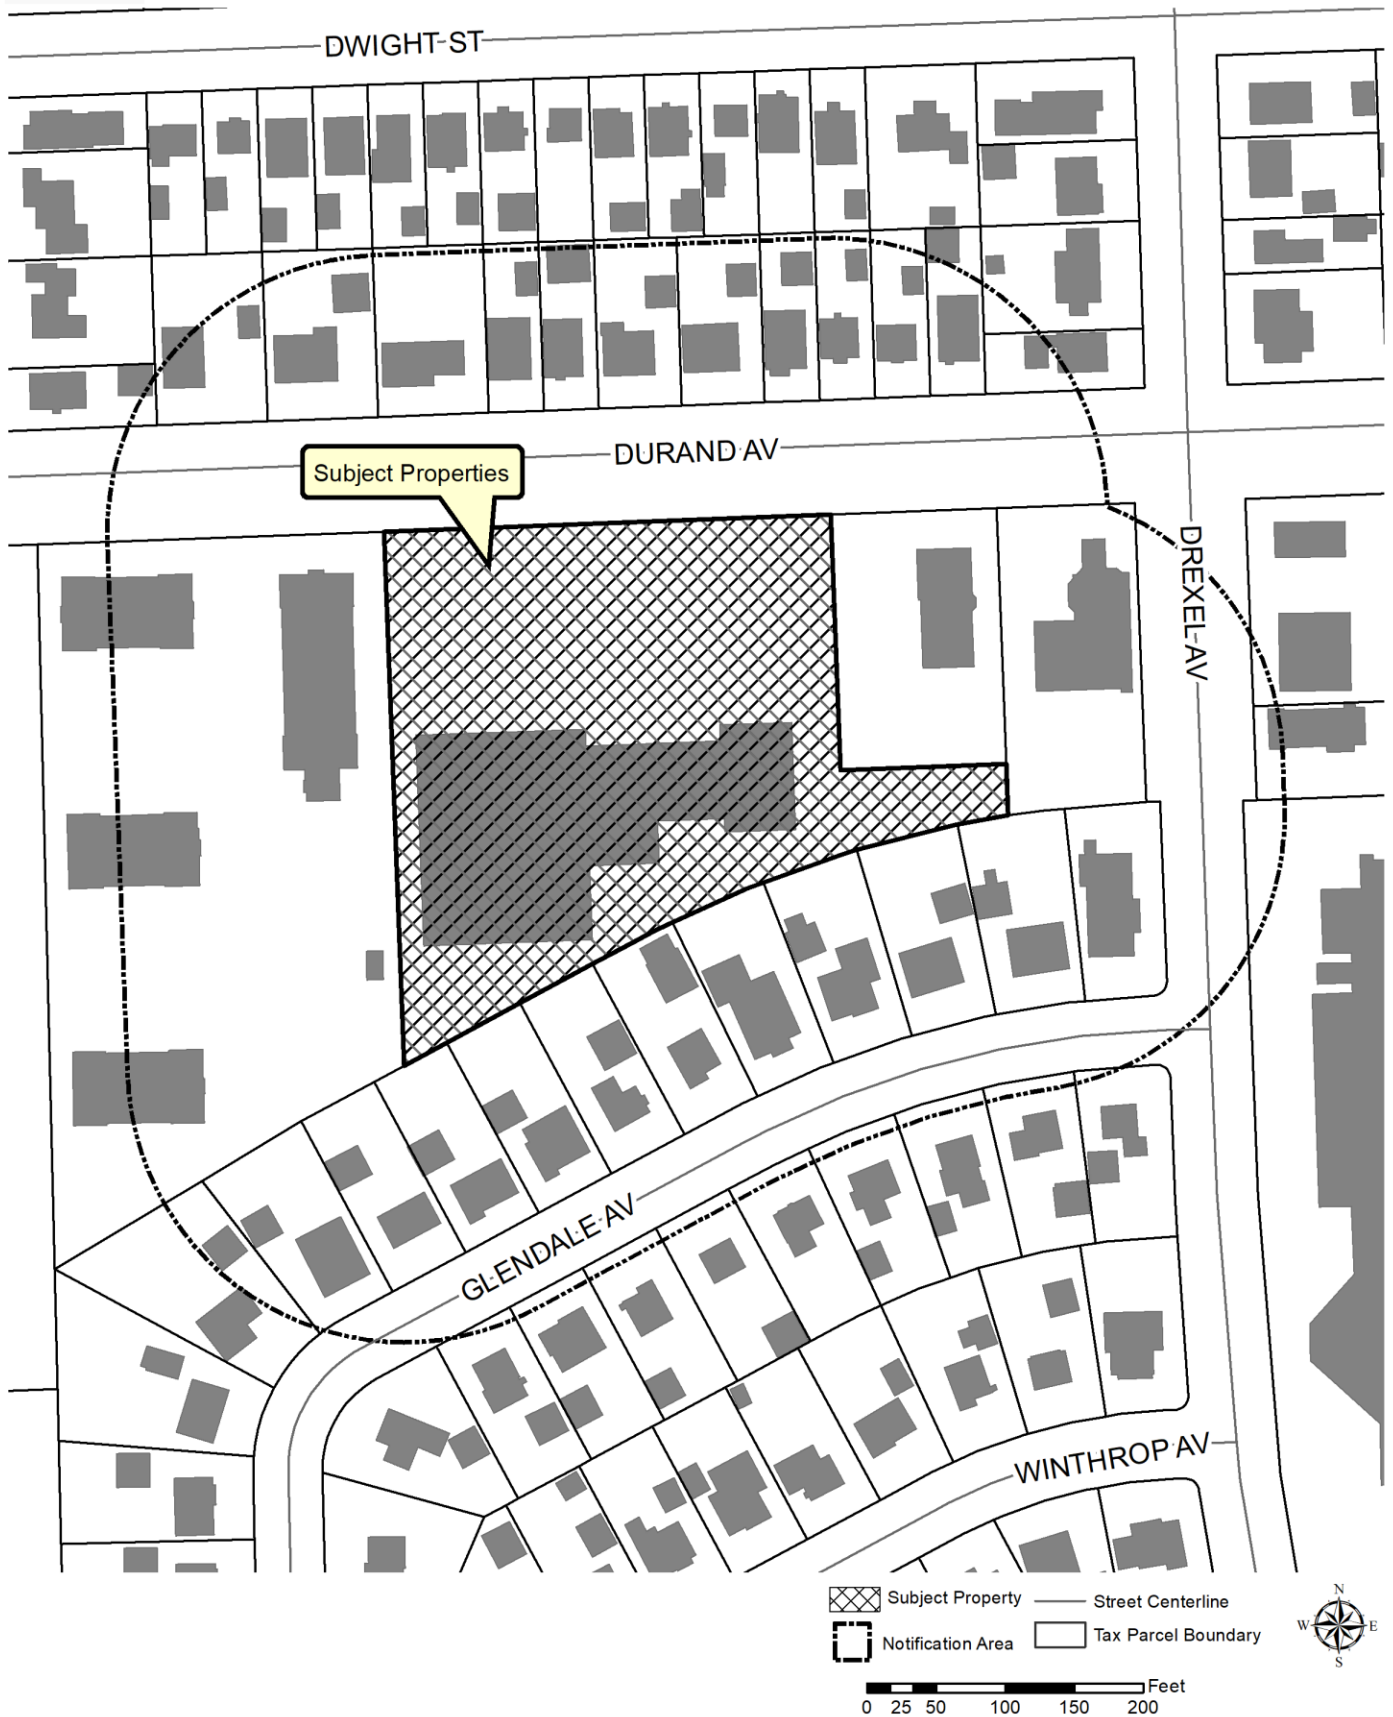 DWIGHT ST
DURAND AV
Subject Properties
DREXEL AV
GLENDALE AV
WINTHROP AV
Subject Property
Street Centerline
Notification Area
Tax Parcel Boundary
N
W E
S
Feet
0 25 50 100 150 200